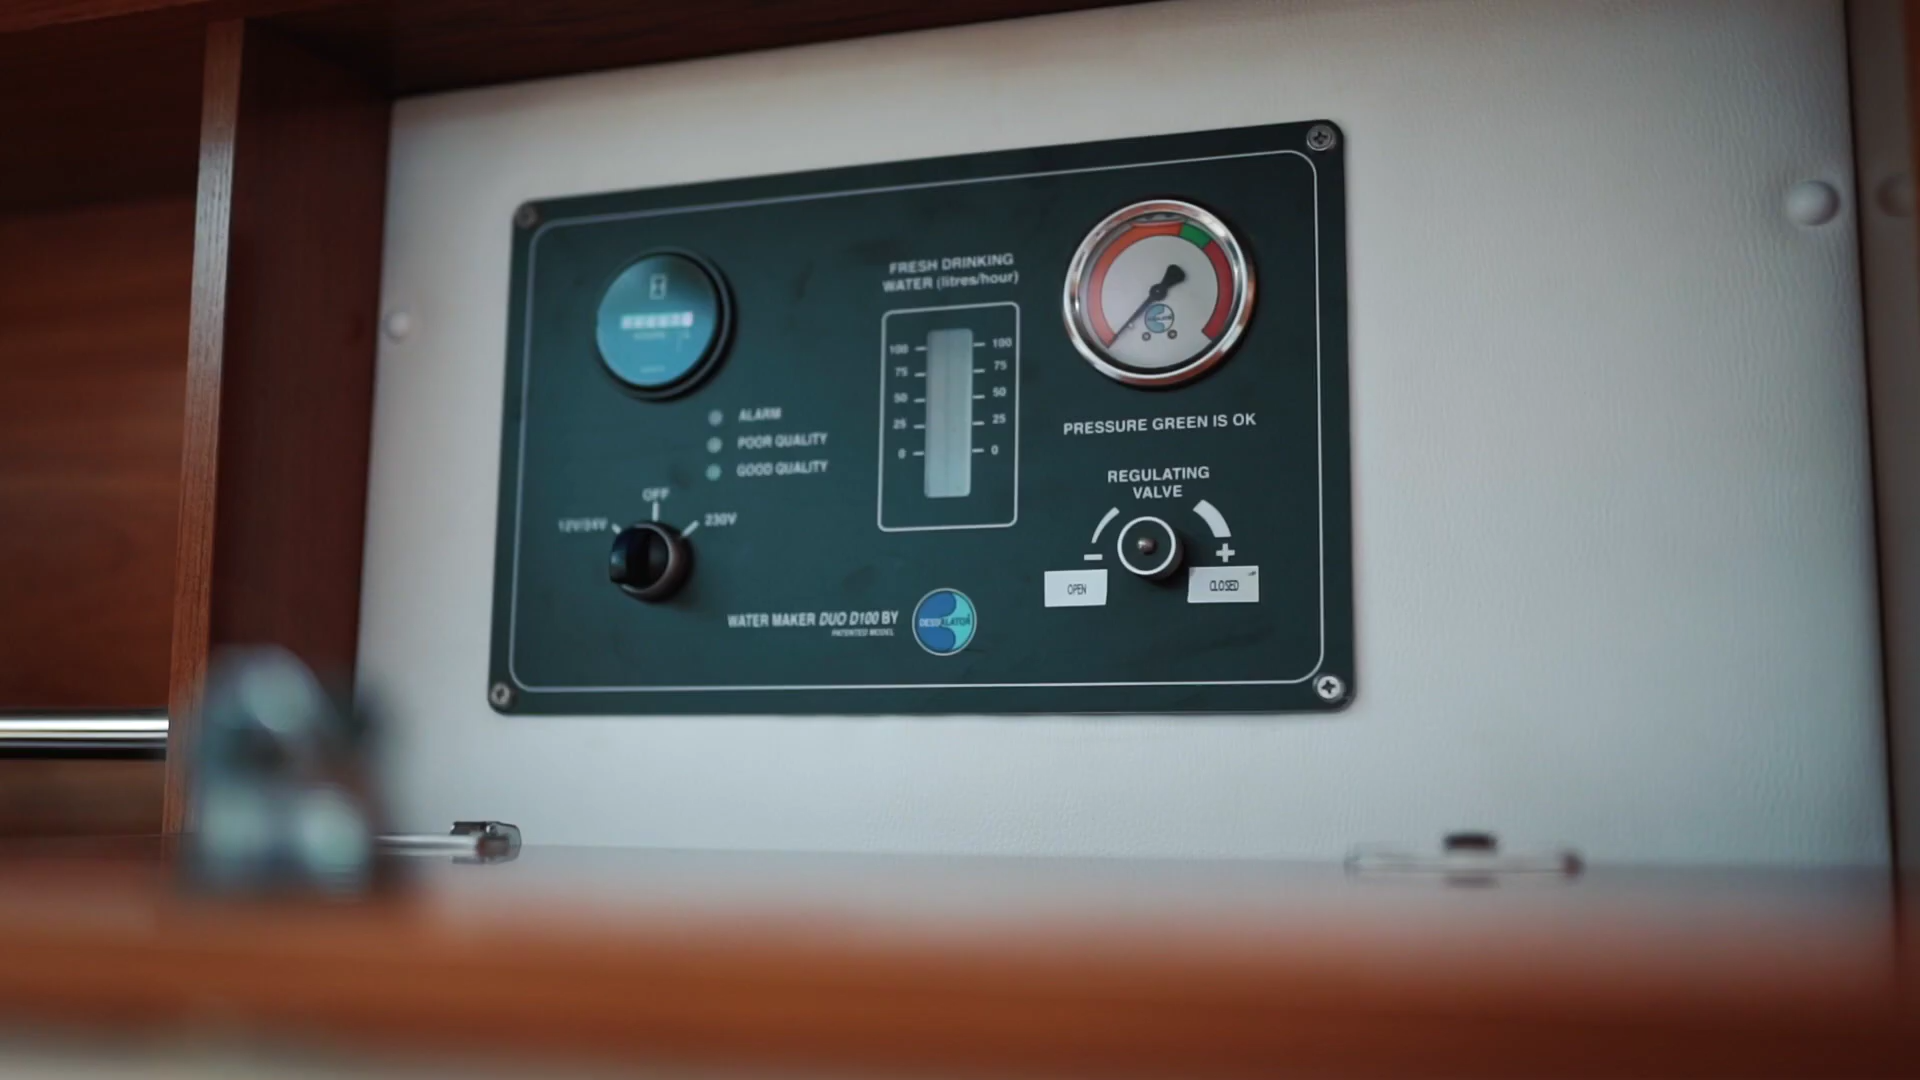 FRESH DRINKING
WATER (litres/hour)
100 100
75 75
50 50
25 25
0 0
ALARM
POOR QUALITY
GOOD QUALITY
OFF
12V/24V
230V
PRESSURE GREEN IS OK
REGULATING
VALVE
- +
OPEN CLOSED
WATER MAKER DUO D100 BY
PATENTED MODEL
DESSALATOR